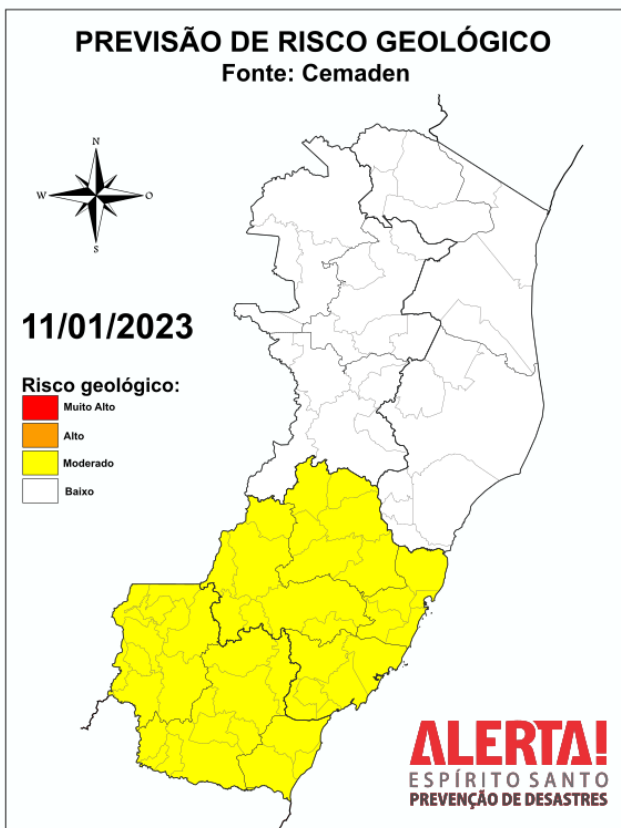 PREVISÃO DE RISCO GEOLÓGICO
Fonte: Cemaden
N
W
O
S
11/01/2023
Risco geológico:
Muito Alto
Alto
Moderado
Baixo
ALERTA!
ESPÍRITO SANTO
PREVENÇÃO DE DESASTRES